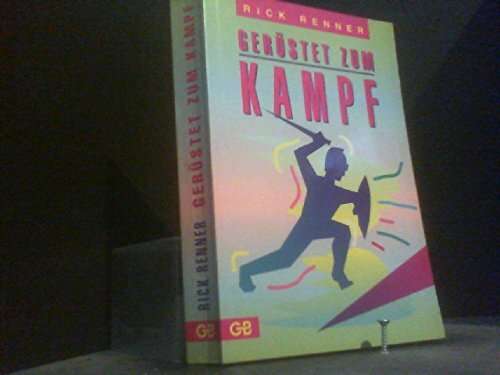 RICK RENNER
GERÜSTET ZUM
KAMPF
GB
RICK RENNER GERÜSTET ZUM KAMPF
GB